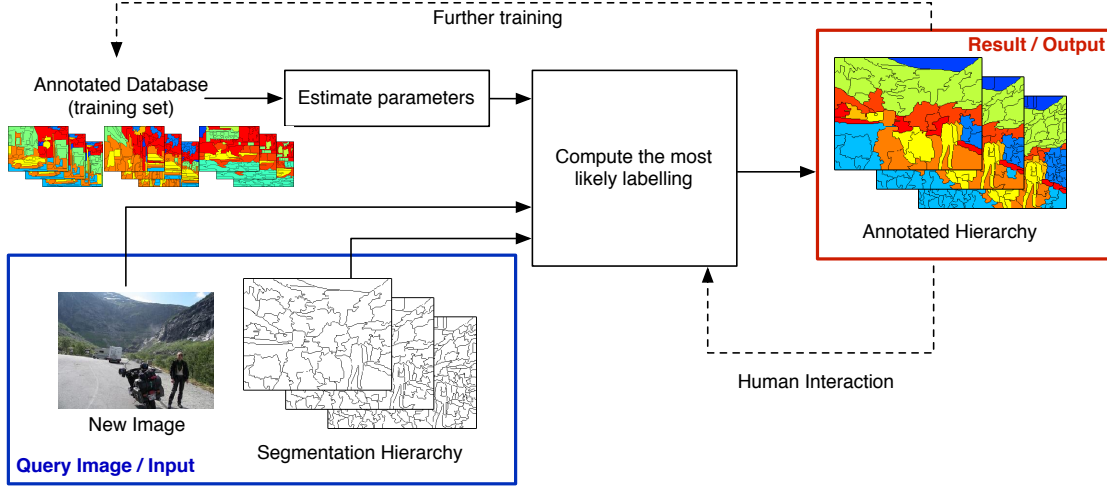 Further training
Result / Output
Annotated Database
(training set)
Estimate parameters
Compute the most
likely labelling
Annotated Hierarchy
Human Interaction
New Image
Segmentation Hierarchy
Query Image / Input